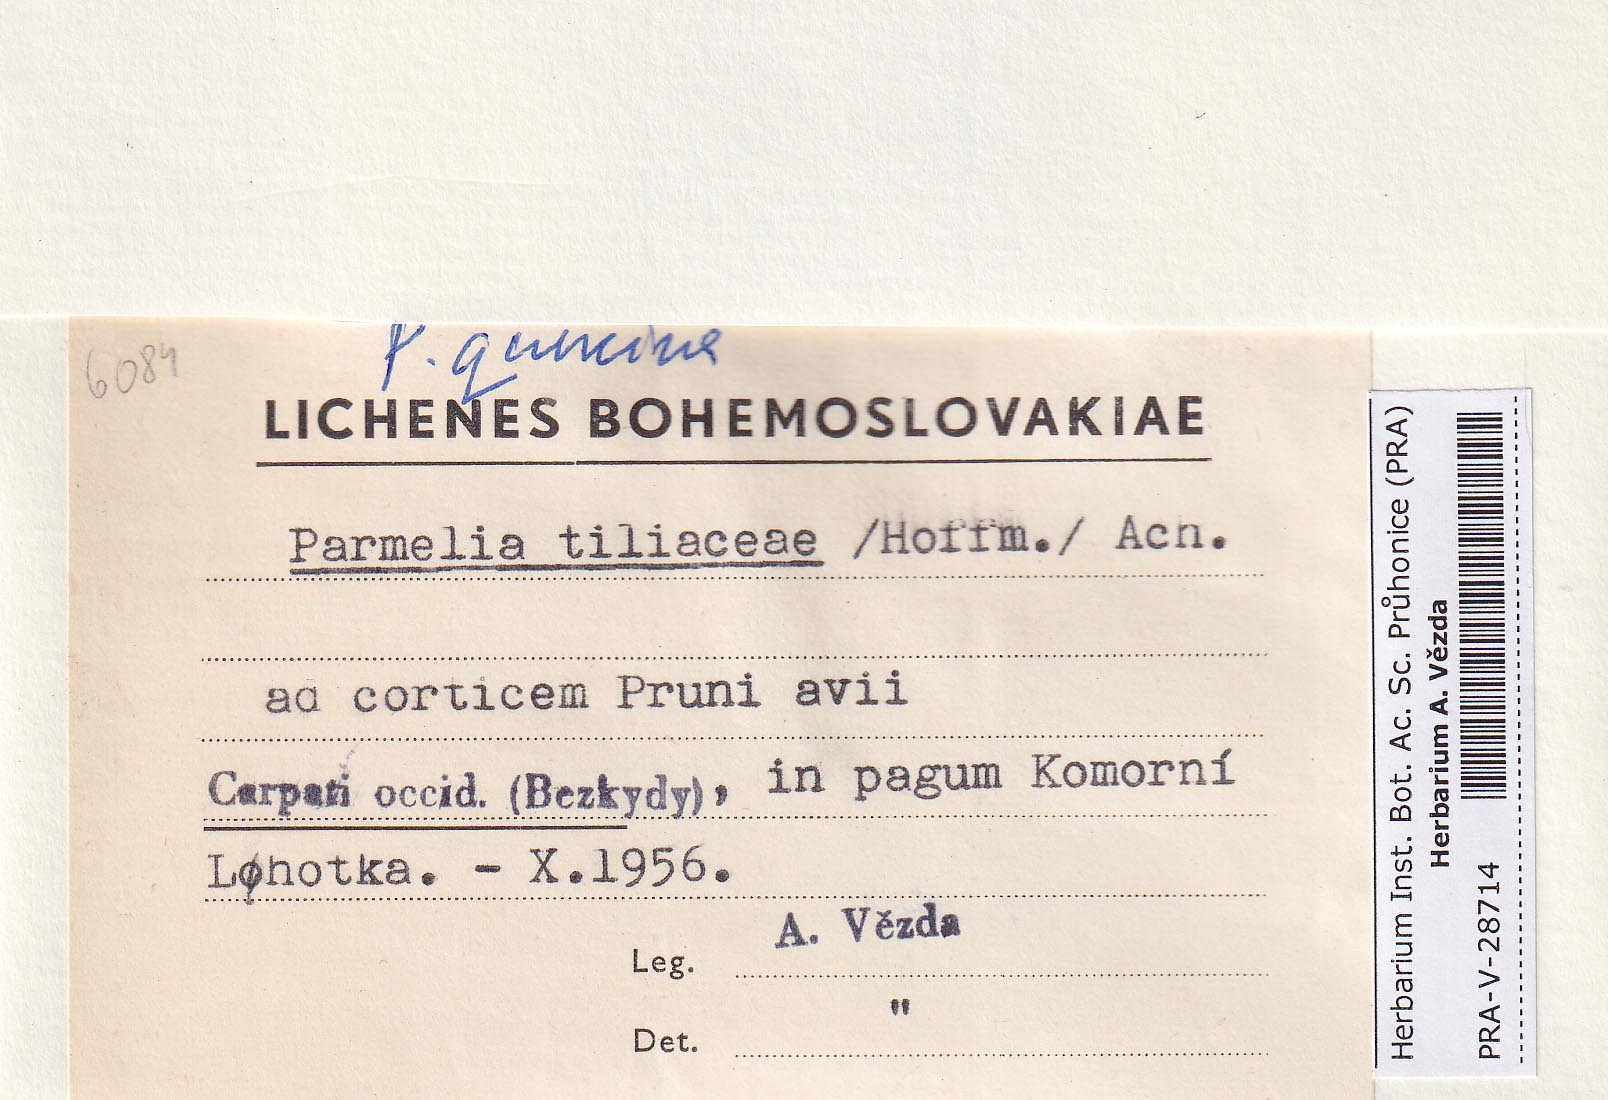 6084
P. quercina
LICHENES BOHEMOSLOVAKIAE
Parmelia tiliaceae /Hoffm./ Ach.
ad corticem Pruni avii
Carpati occid. (Bezkydy), in pagum Komorní
Lhotka. - X.1956.
A. Vězda
Leg.
"
Det.
Herbarium Inst. Bot. Ac. Sc. Průhonice (PRA)
Herbarium A. Vězda
PRA-V-28714